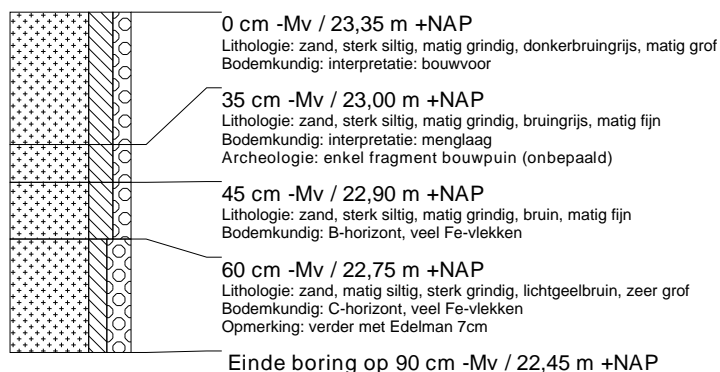 0 cm -Mv / 23,35 m +NAP
Lithologie: zand, sterk siltig, matig grindig, donkerbruingrijs, matig grof
Bodemkundig: interpretatie: bouwvoor
35 cm -Mv / 23,00 m +NAP
Lithologie: zand, sterk siltig, matig grindig, bruingrijs, matig fijn
Bodemkundig: interpretatie: menglaag
Archeologie: enkel fragment bouwpuin (onbepaald)
45 cm -Mv / 22,90 m +NAP
Lithologie: zand, sterk siltig, matig grindig, bruin, matig fijn
Bodemkundig: B-horizont, veel Fe-vlekken
60 cm -Mv / 22,75 m +NAP
Lithologie: zand, matig siltig, sterk grindig, lichtgeelbruin, zeer grof
Bodemkundig: C-horizont, veel Fe-vlekken
Opmerking: verder met Edelman 7cm
Einde boring op 90 cm -Mv / 22,45 m +NAP